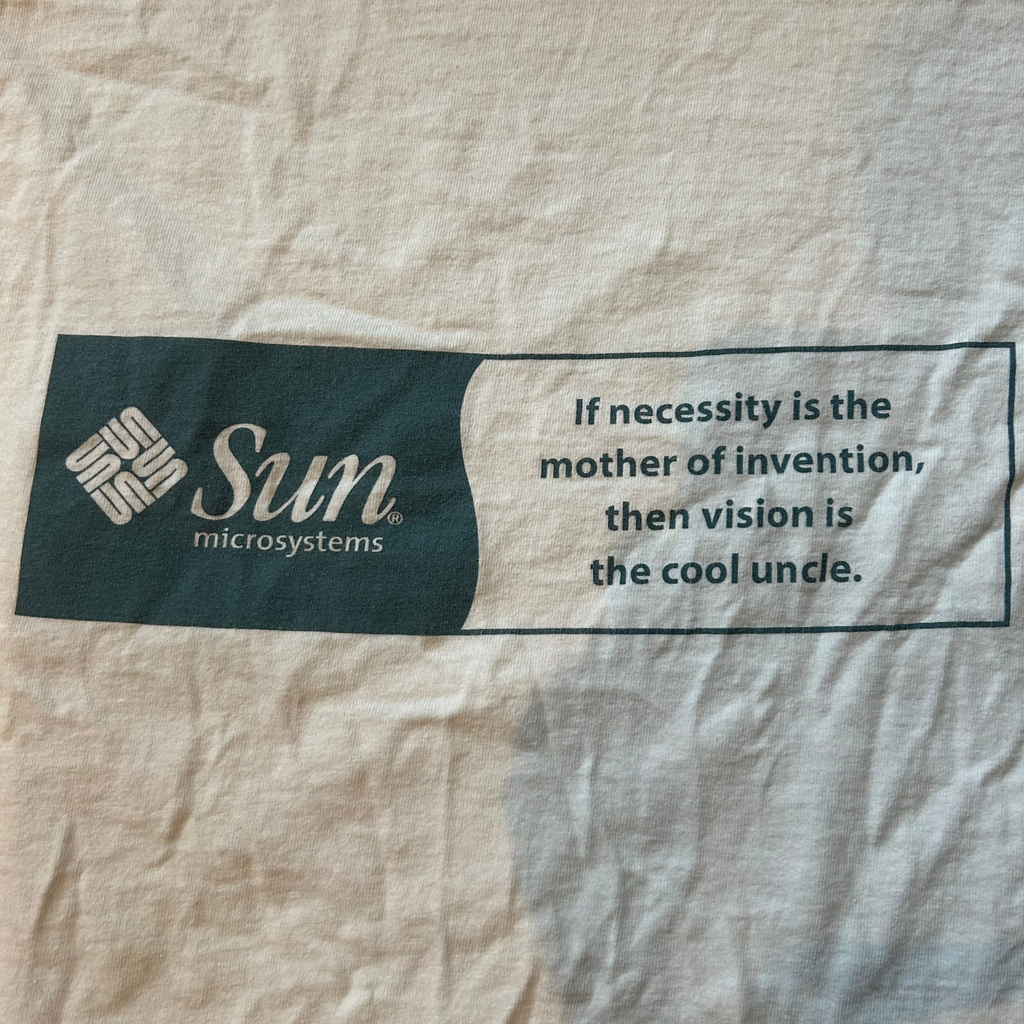 Sun®
microsystems
If necessity is the
mother of invention,
then vision is
the cool uncle.